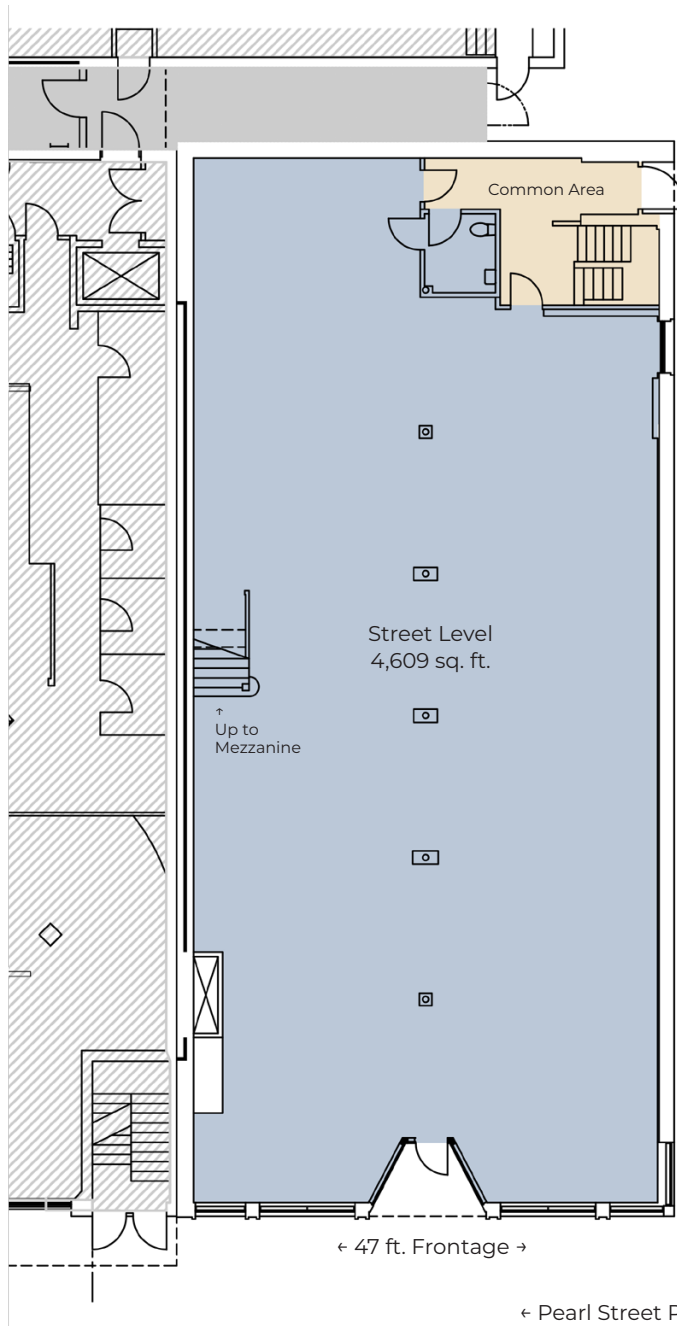 Common Area
Street Level
4,609 sq. ft.
↑
Up to
Mezzanine
← 47 ft. Frontage →
← Pearl Street P